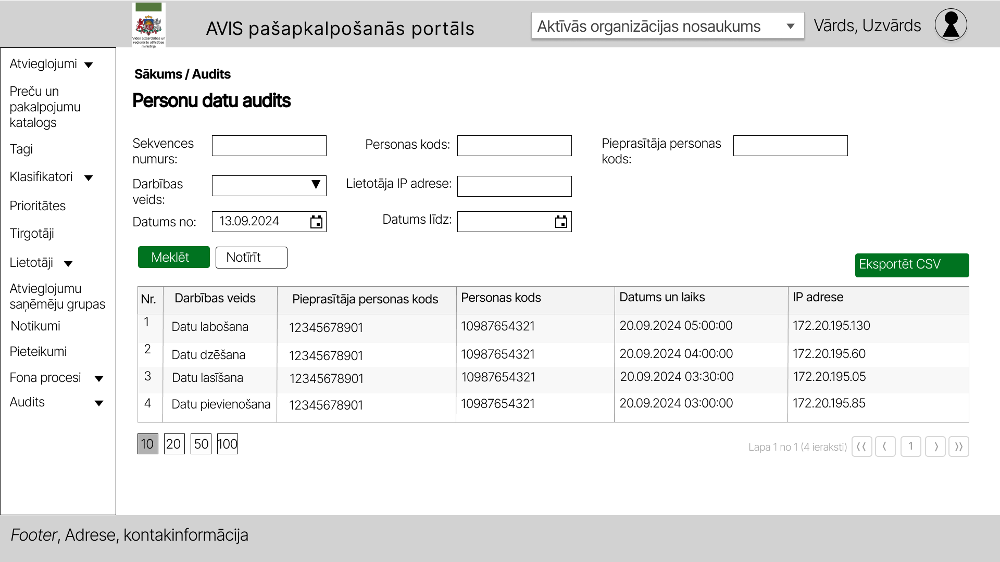 Vides aizsardzības un
reģionālās attīstības
ministrija
AVIS pašapkalpošanās portāls
Aktīvās organizācijas nosaukums
Vārds, Uzvārds
Atvieglojumi
Preču un
pakalpojumu
katalogs
Tagi
Klasifikatori
Prioritātes
Tirgotāji
Lietotāji
Atvieglojumu
saņēmēju grupas
Notikumi
Pieteikumi
Fona procesi
Audits
Sākums / Audits
Personu datu audits
Sekvences
numurs:
Personas kods:
Pieprasītāja personas
kods:
Darbības
veids:
Lietotāja IP adrese:
Datums no: 13.09.2024
Datums līdz:
Meklēt Notīrīt
Eksportēt CSV
Nr. Darbības veids Pieprasītāja personas kods Personas kods Datums un laiks IP adrese
1 Datu labošana 12345678901 10987654321 20.09.2024 05:00:00 172.20.195.130
2 Datu dzēšana 12345678901 10987654321 20.09.2024 04:00:00 172.20.195.60
3 Datu lasīšana 12345678901 10987654321 20.09.2024 03:30:00 172.20.195.05
4 Datu pievienošana 12345678901 10987654321 20.09.2024 03:00:00 172.20.195.85
10 20 50 100
Lapa 1 no 1 (4 ieraksti) ⟨⟨ ⟨ 1 ⟩ ⟩⟩
Footer, Adrese, kontakinformācija